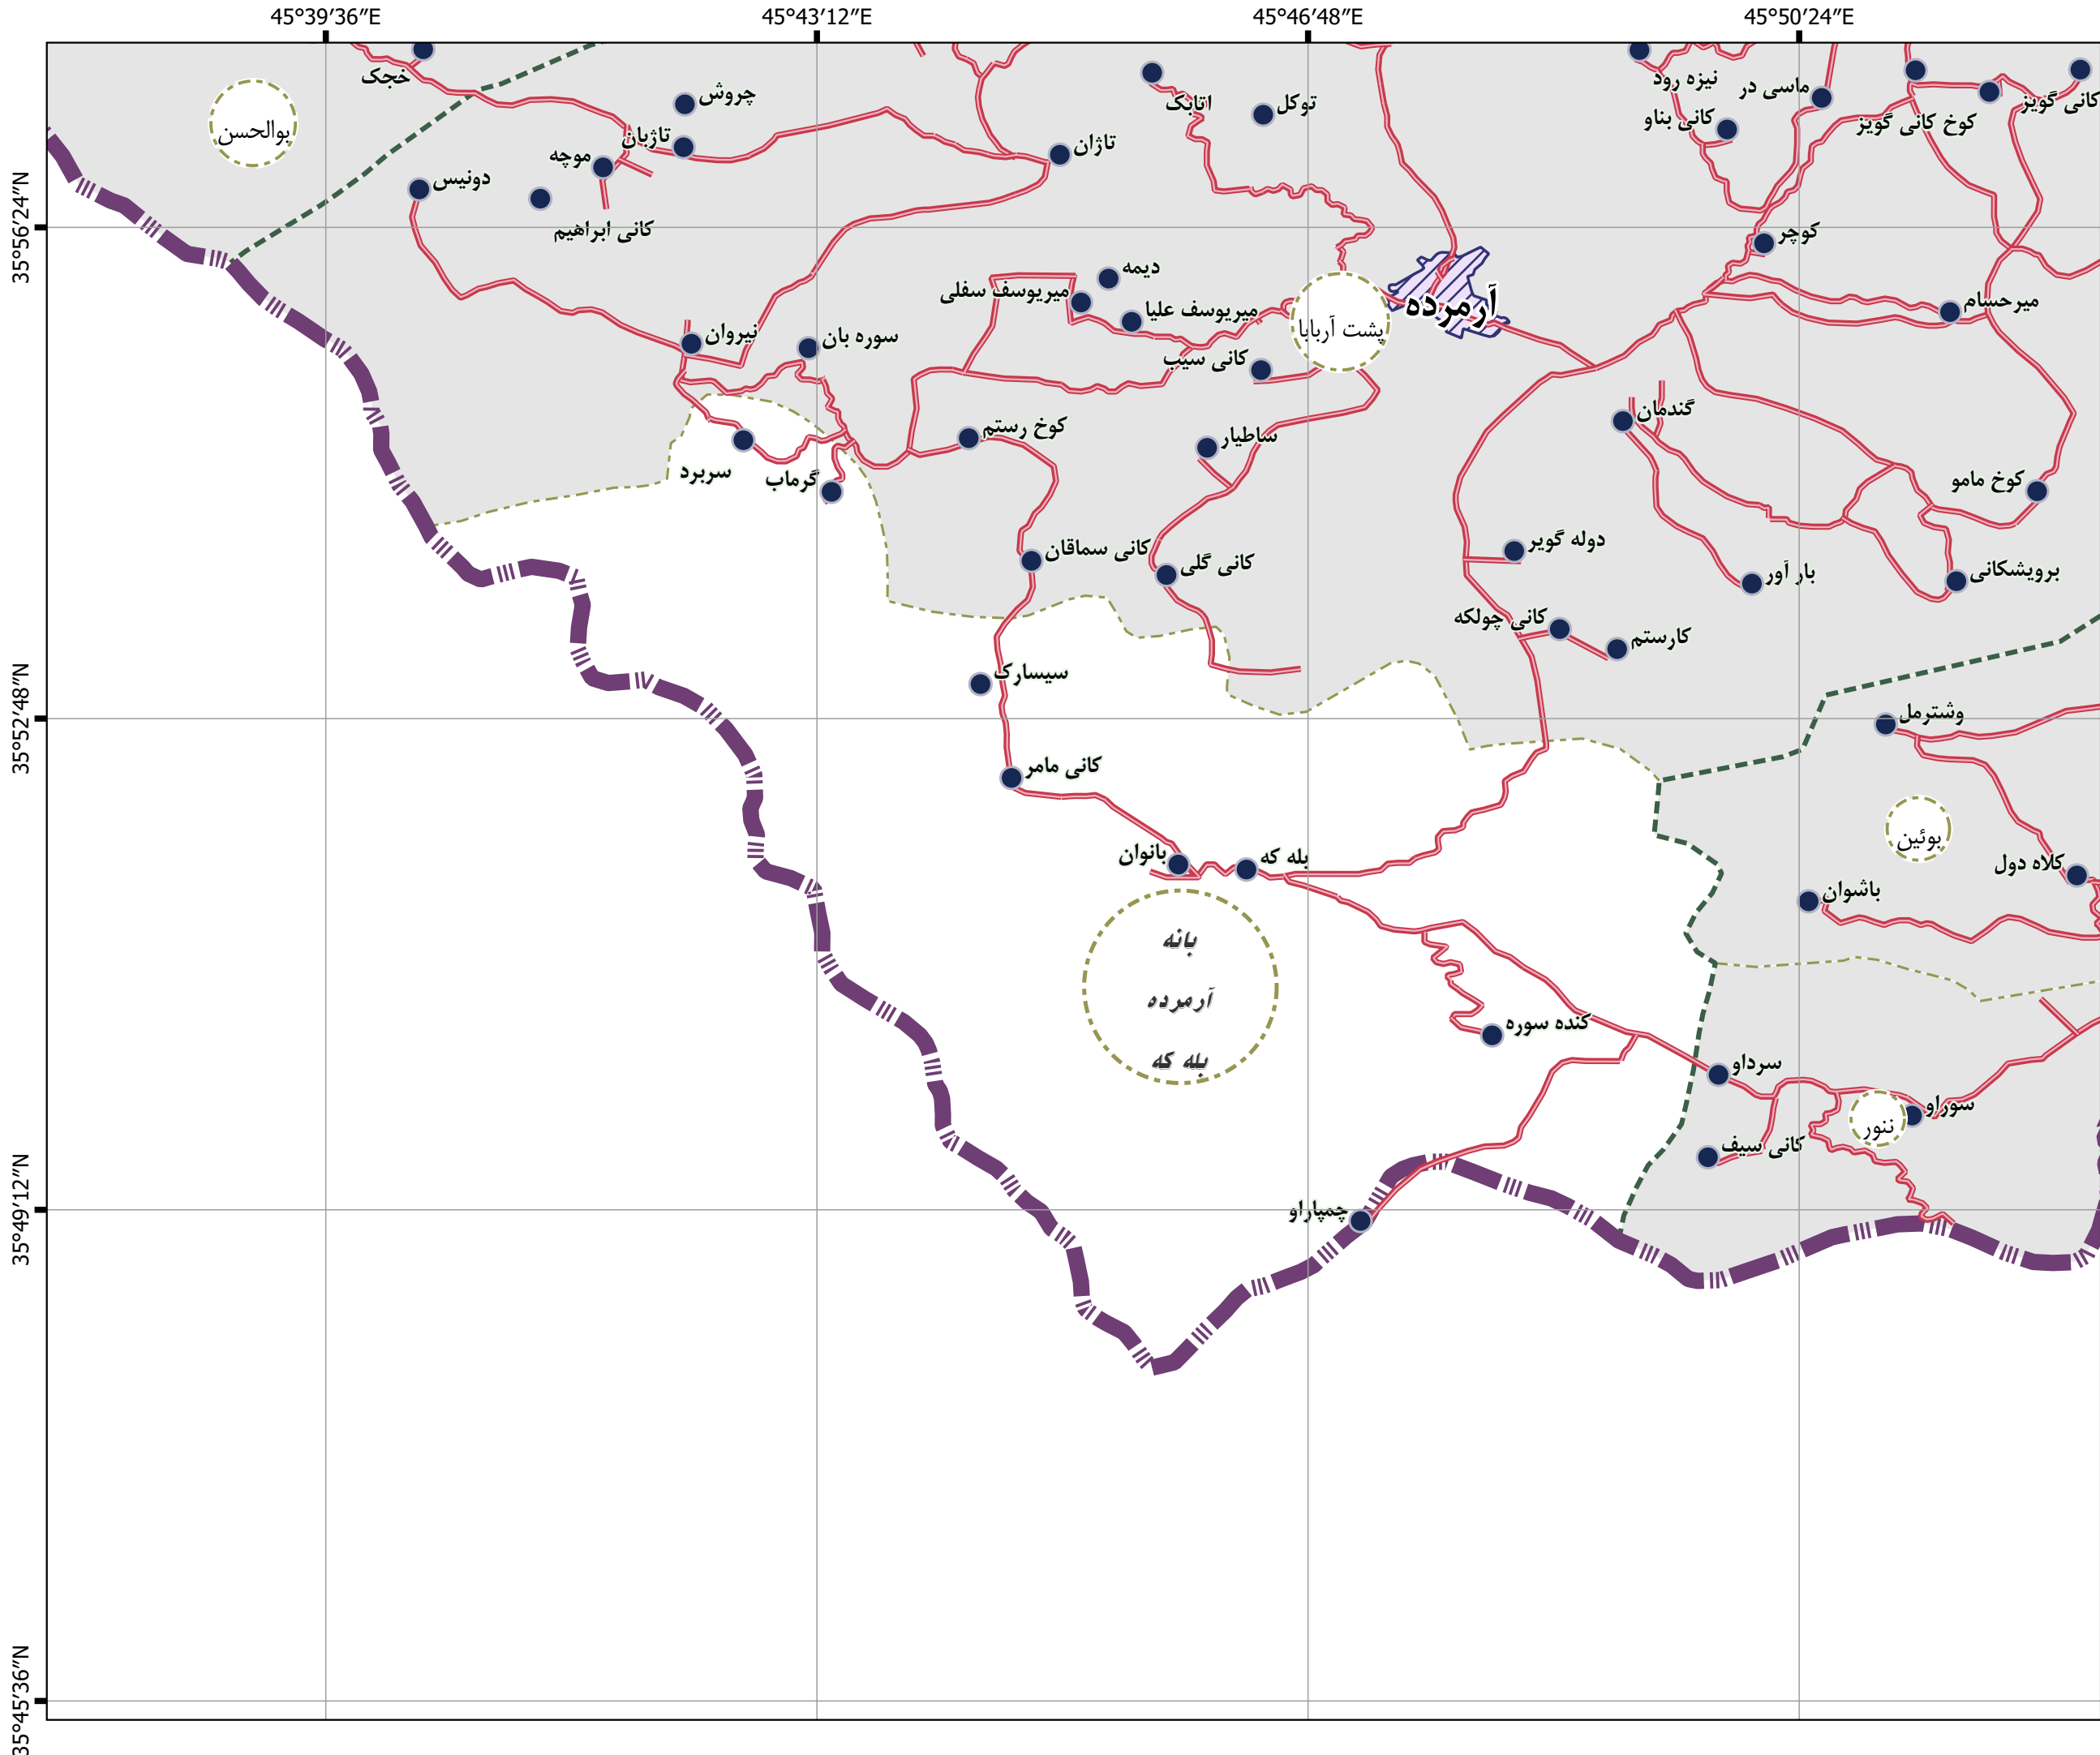 45°39′36″E
45°43′12″E
45°46′48″E
45°50′24″E
35°56′24″N
35°52′48″N
35°49′12″N
35°45′36″N
خجک
بوالحسن
چروش
تاژبان
موچه
دونیس
کانی ابراهیم
اتابک
توکل
تاژان
نیزه رود
ماسی در
کانی بناو
کوخ کانی گویز
کانی گویز
کوچر
دیمه
میریوسف سفلی
میریوسف علیا
پشت آربابا
آرمرده
میرحسام
نیروان
سوره بان
کانی سیب
گندمان
کوخ رستم
ساطیار
سربرد
گرماب
کوخ مامو
کانی سماقان
کانی گلی
دوله گویر
بار آور
برویشکانی
کانی چولکه
کارستم
سیسارک
وشترمل
کانی مامر
بوئین
بانوان
بله که
کلاه دول
باشوان
بانه
آرمرده
بله که
کنده سوره
سرداو
سوراو
ننور
کانی سیف
چمپاراو